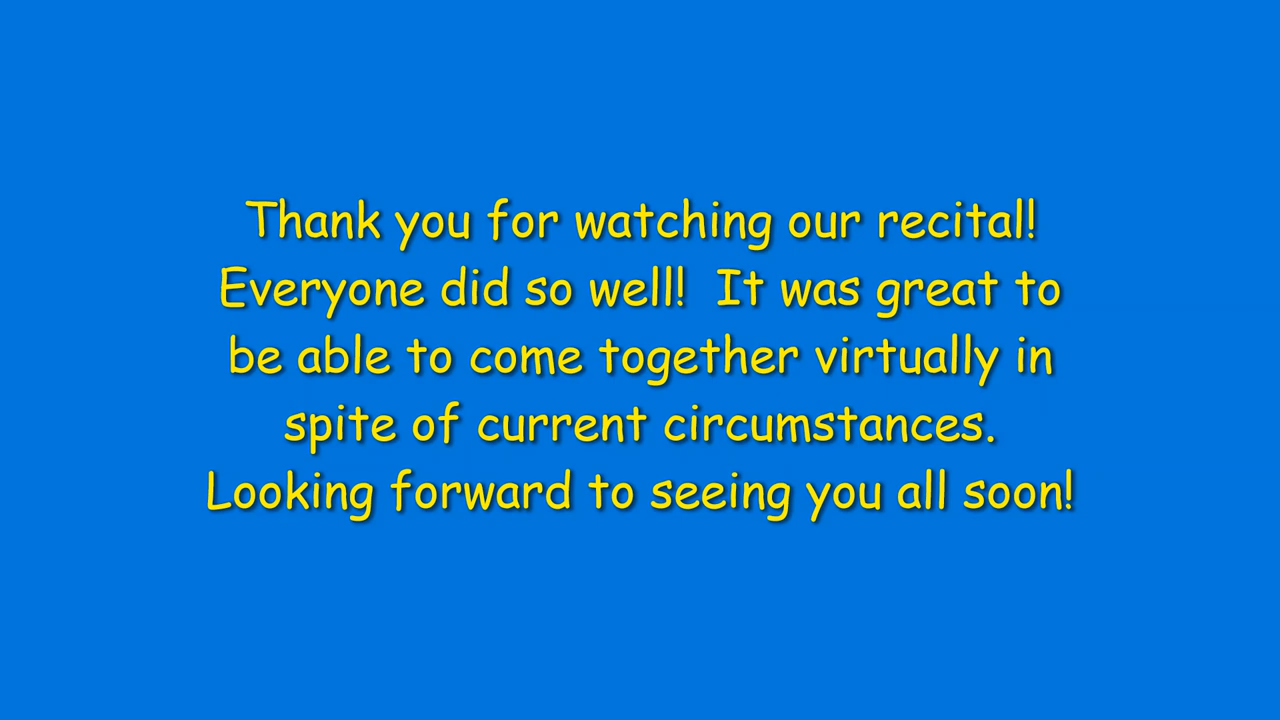 Thank you for watching our recital!
Everyone did so well!  It was great to
be able to come together virtually in
spite of current circumstances.
Looking forward to seeing you all soon!